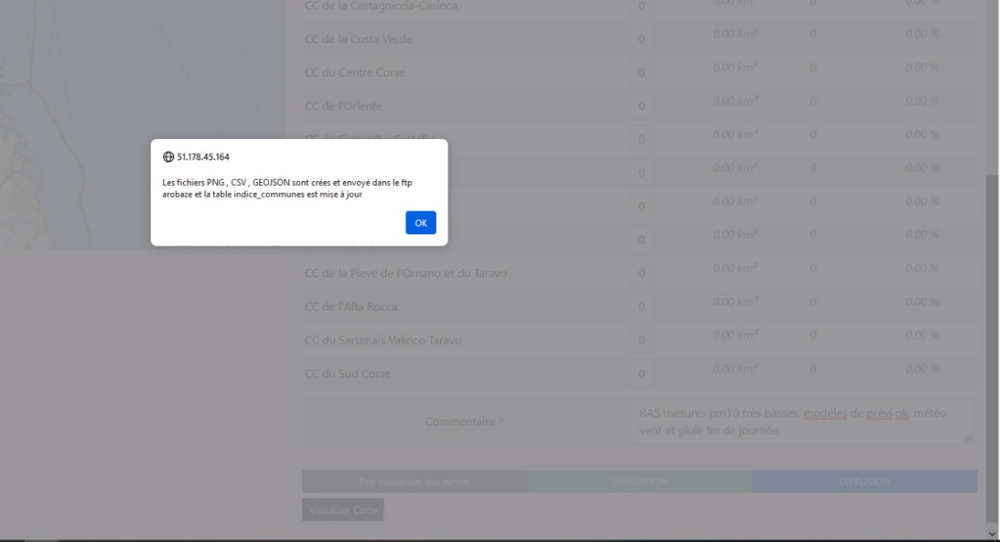 CC de la Castagniccia-Casinca 0 0.00 km² 0 0.00 %
CC de la Costa Verde 0 0.00 km² 0 0.00 %
CC du Centre Corse 0 0.00 km² 0 0.00 %
CC de l'Oriente 0 0.00 km² 0 0.00 %
0 0.00 km² 0 0.00 %
51.178.45.164
Les fichiers PNG , CSV , GEOJSON sont crées et envoyé dans le ftp
arobaze et la table indice_communes est mise à jour
OK
0 0.00 km² 0 0.00 %
0 0.00 km² 0 0.00 %
0 0.00 km² 0 0.00 %
CC de la Pieve de l'Ornano et du Taravo 0 0.00 km² 0 0.00 %
CC de l'Alta Rocca 0 0.00 km² 0 0.00 %
CC du Sartenais Valinco Taravo 0 0.00 km² 0 0.00 %
CC du Sud Corse 0 0.00 km² 0 0.00 %
Commentaire *
RAS mesures pm10 très basses, modéles de prévi ok, météo
vent et pluie fin de journée.
Pré-validation des cartes VALIDATION DIFFUSION
Visualiser Carte